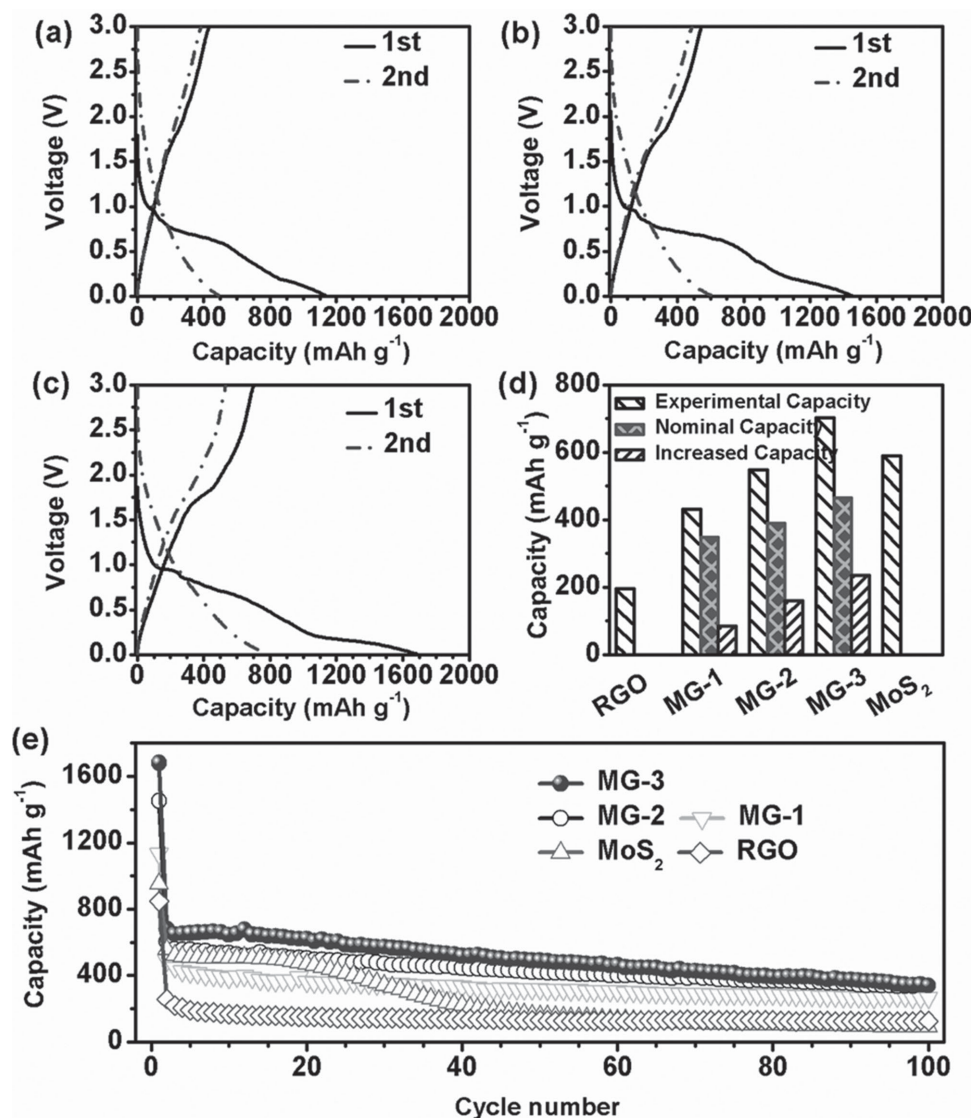 (a)
3.0
2.5
2.0
1.5
1.0
0.5
0.0
Voltage (V)
1st
2nd
0 400 800 1200 1600 2000
Capacity (mAh g⁻¹)
(b)
3.0
2.5
2.0
1.5
1.0
0.5
0.0
Voltage (V)
1st
2nd
0 400 800 1200 1600 2000
Capacity (mAh g⁻¹)
(c)
3.0
2.5
2.0
1.5
1.0
0.5
0.0
Voltage (V)
1st
2nd
0 400 800 1200 1600 2000
Capacity (mAh g⁻¹)
(d)
800
600
400
200
0
Capacity (mAh g⁻¹)
Experimental Capacity
Nominal Capacity
Increased Capacity
RGO MG-1 MG-2 MG-3 MoS₂
(e)
1600
1200
800
400
0
Capacity (mAh g⁻¹)
MG-3
MG-2 MG-1
MoS₂ RGO
0 20 40 60 80 100
Cycle number